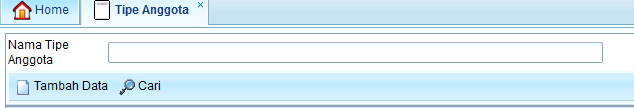 Home Tipe Anggota ×
Nama Tipe
Anggota
Tambah Data Cari